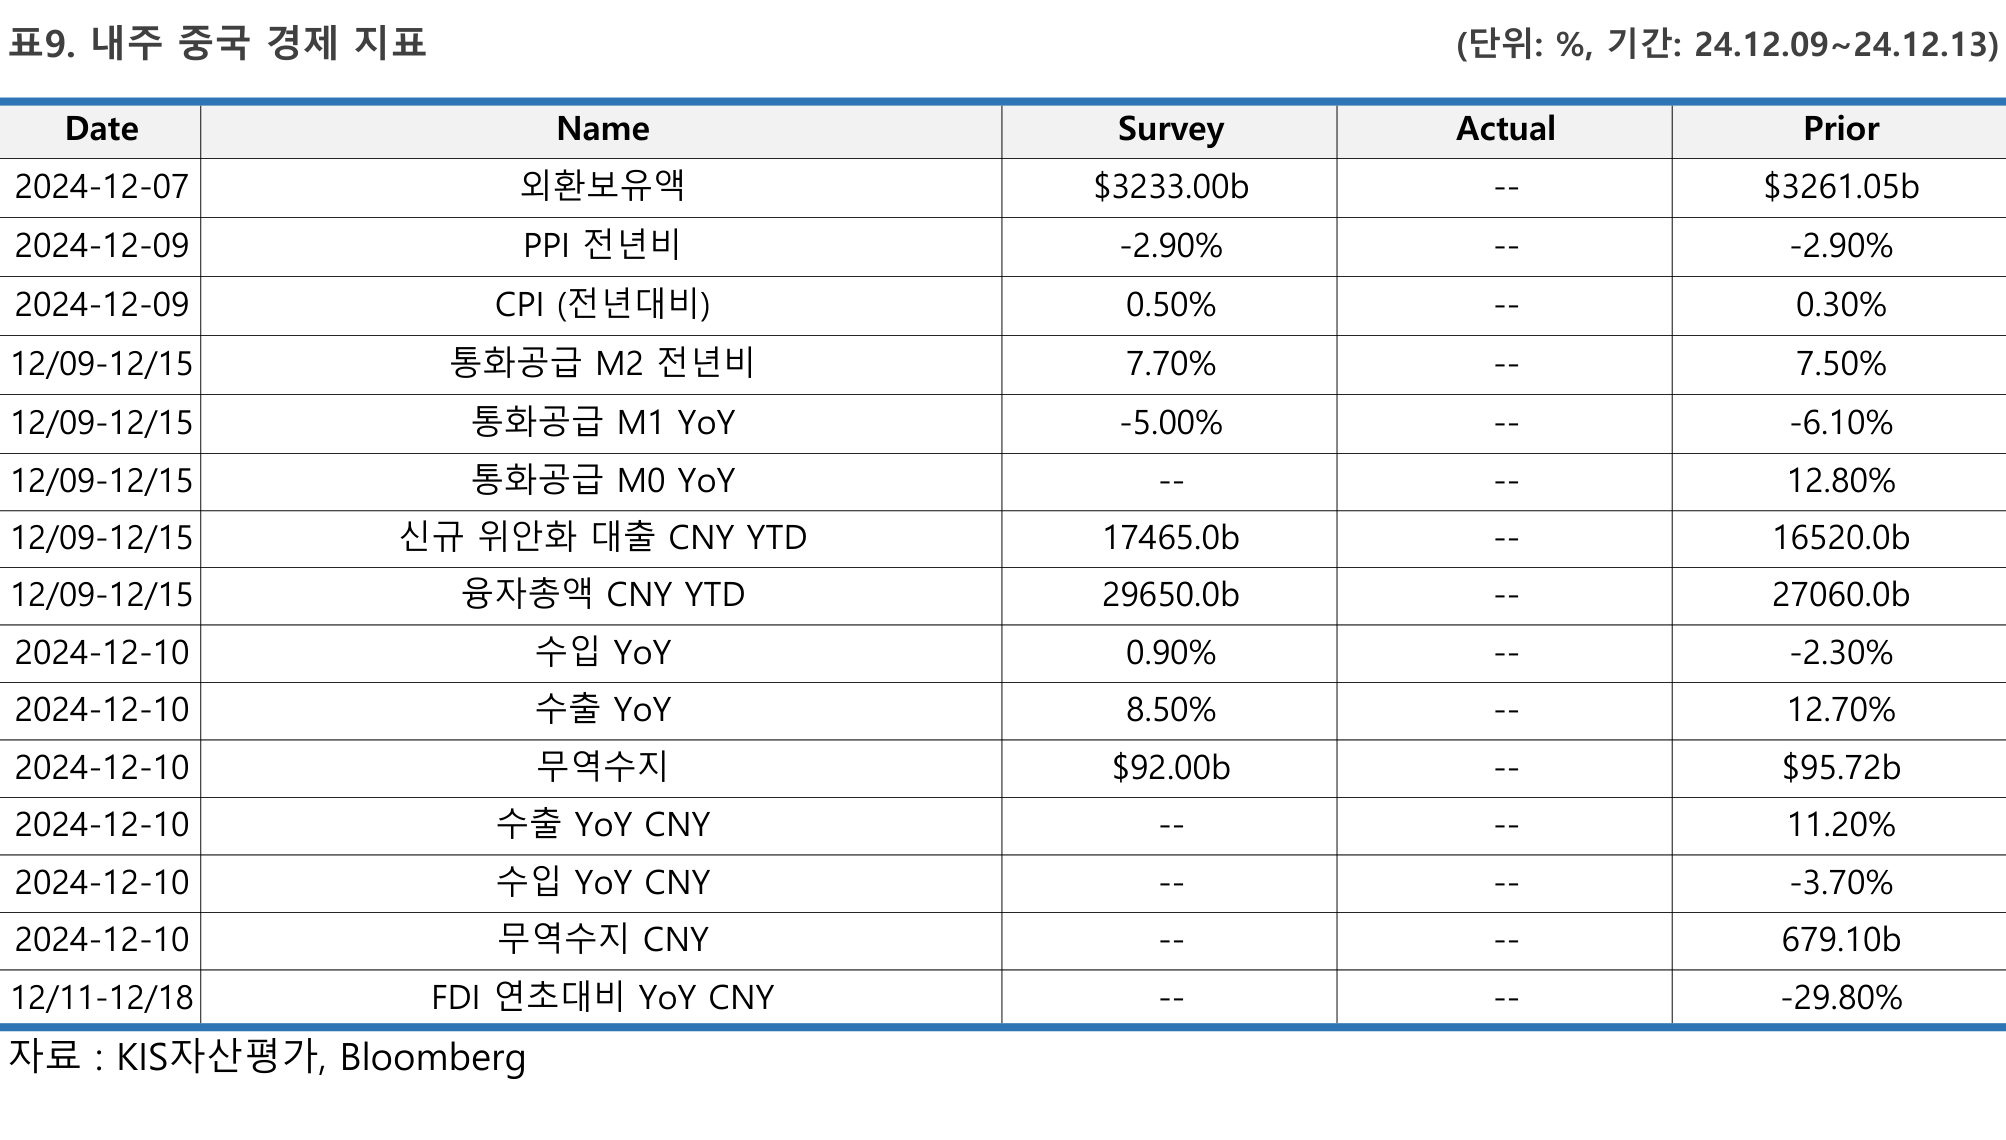 표9. 내주 중국 경제 지표 (단위: %, 기간: 24.12.09~24.12.13)
Date Name Survey Actual Prior
2024-12-07 외환보유액 $3233.00b -- $3261.05b
2024-12-09 PPI 전년비 -2.90% -- -2.90%
2024-12-09 CPI (전년대비) 0.50% -- 0.30%
12/09-12/15 통화공급 M2 전년비 7.70% -- 7.50%
12/09-12/15 통화공급 M1 YoY -5.00% -- -6.10%
12/09-12/15 통화공급 M0 YoY -- -- 12.80%
12/09-12/15 신규 위안화 대출 CNY YTD 17465.0b -- 16520.0b
12/09-12/15 융자총액 CNY YTD 29650.0b -- 27060.0b
2024-12-10 수입 YoY 0.90% -- -2.30%
2024-12-10 수출 YoY 8.50% -- 12.70%
2024-12-10 무역수지 $92.00b -- $95.72b
2024-12-10 수출 YoY CNY -- -- 11.20%
2024-12-10 수입 YoY CNY -- -- -3.70%
2024-12-10 무역수지 CNY -- -- 679.10b
12/11-12/18 FDI 연초대비 YoY CNY -- -- -29.80%
자료 : KIS자산평가, Bloomberg